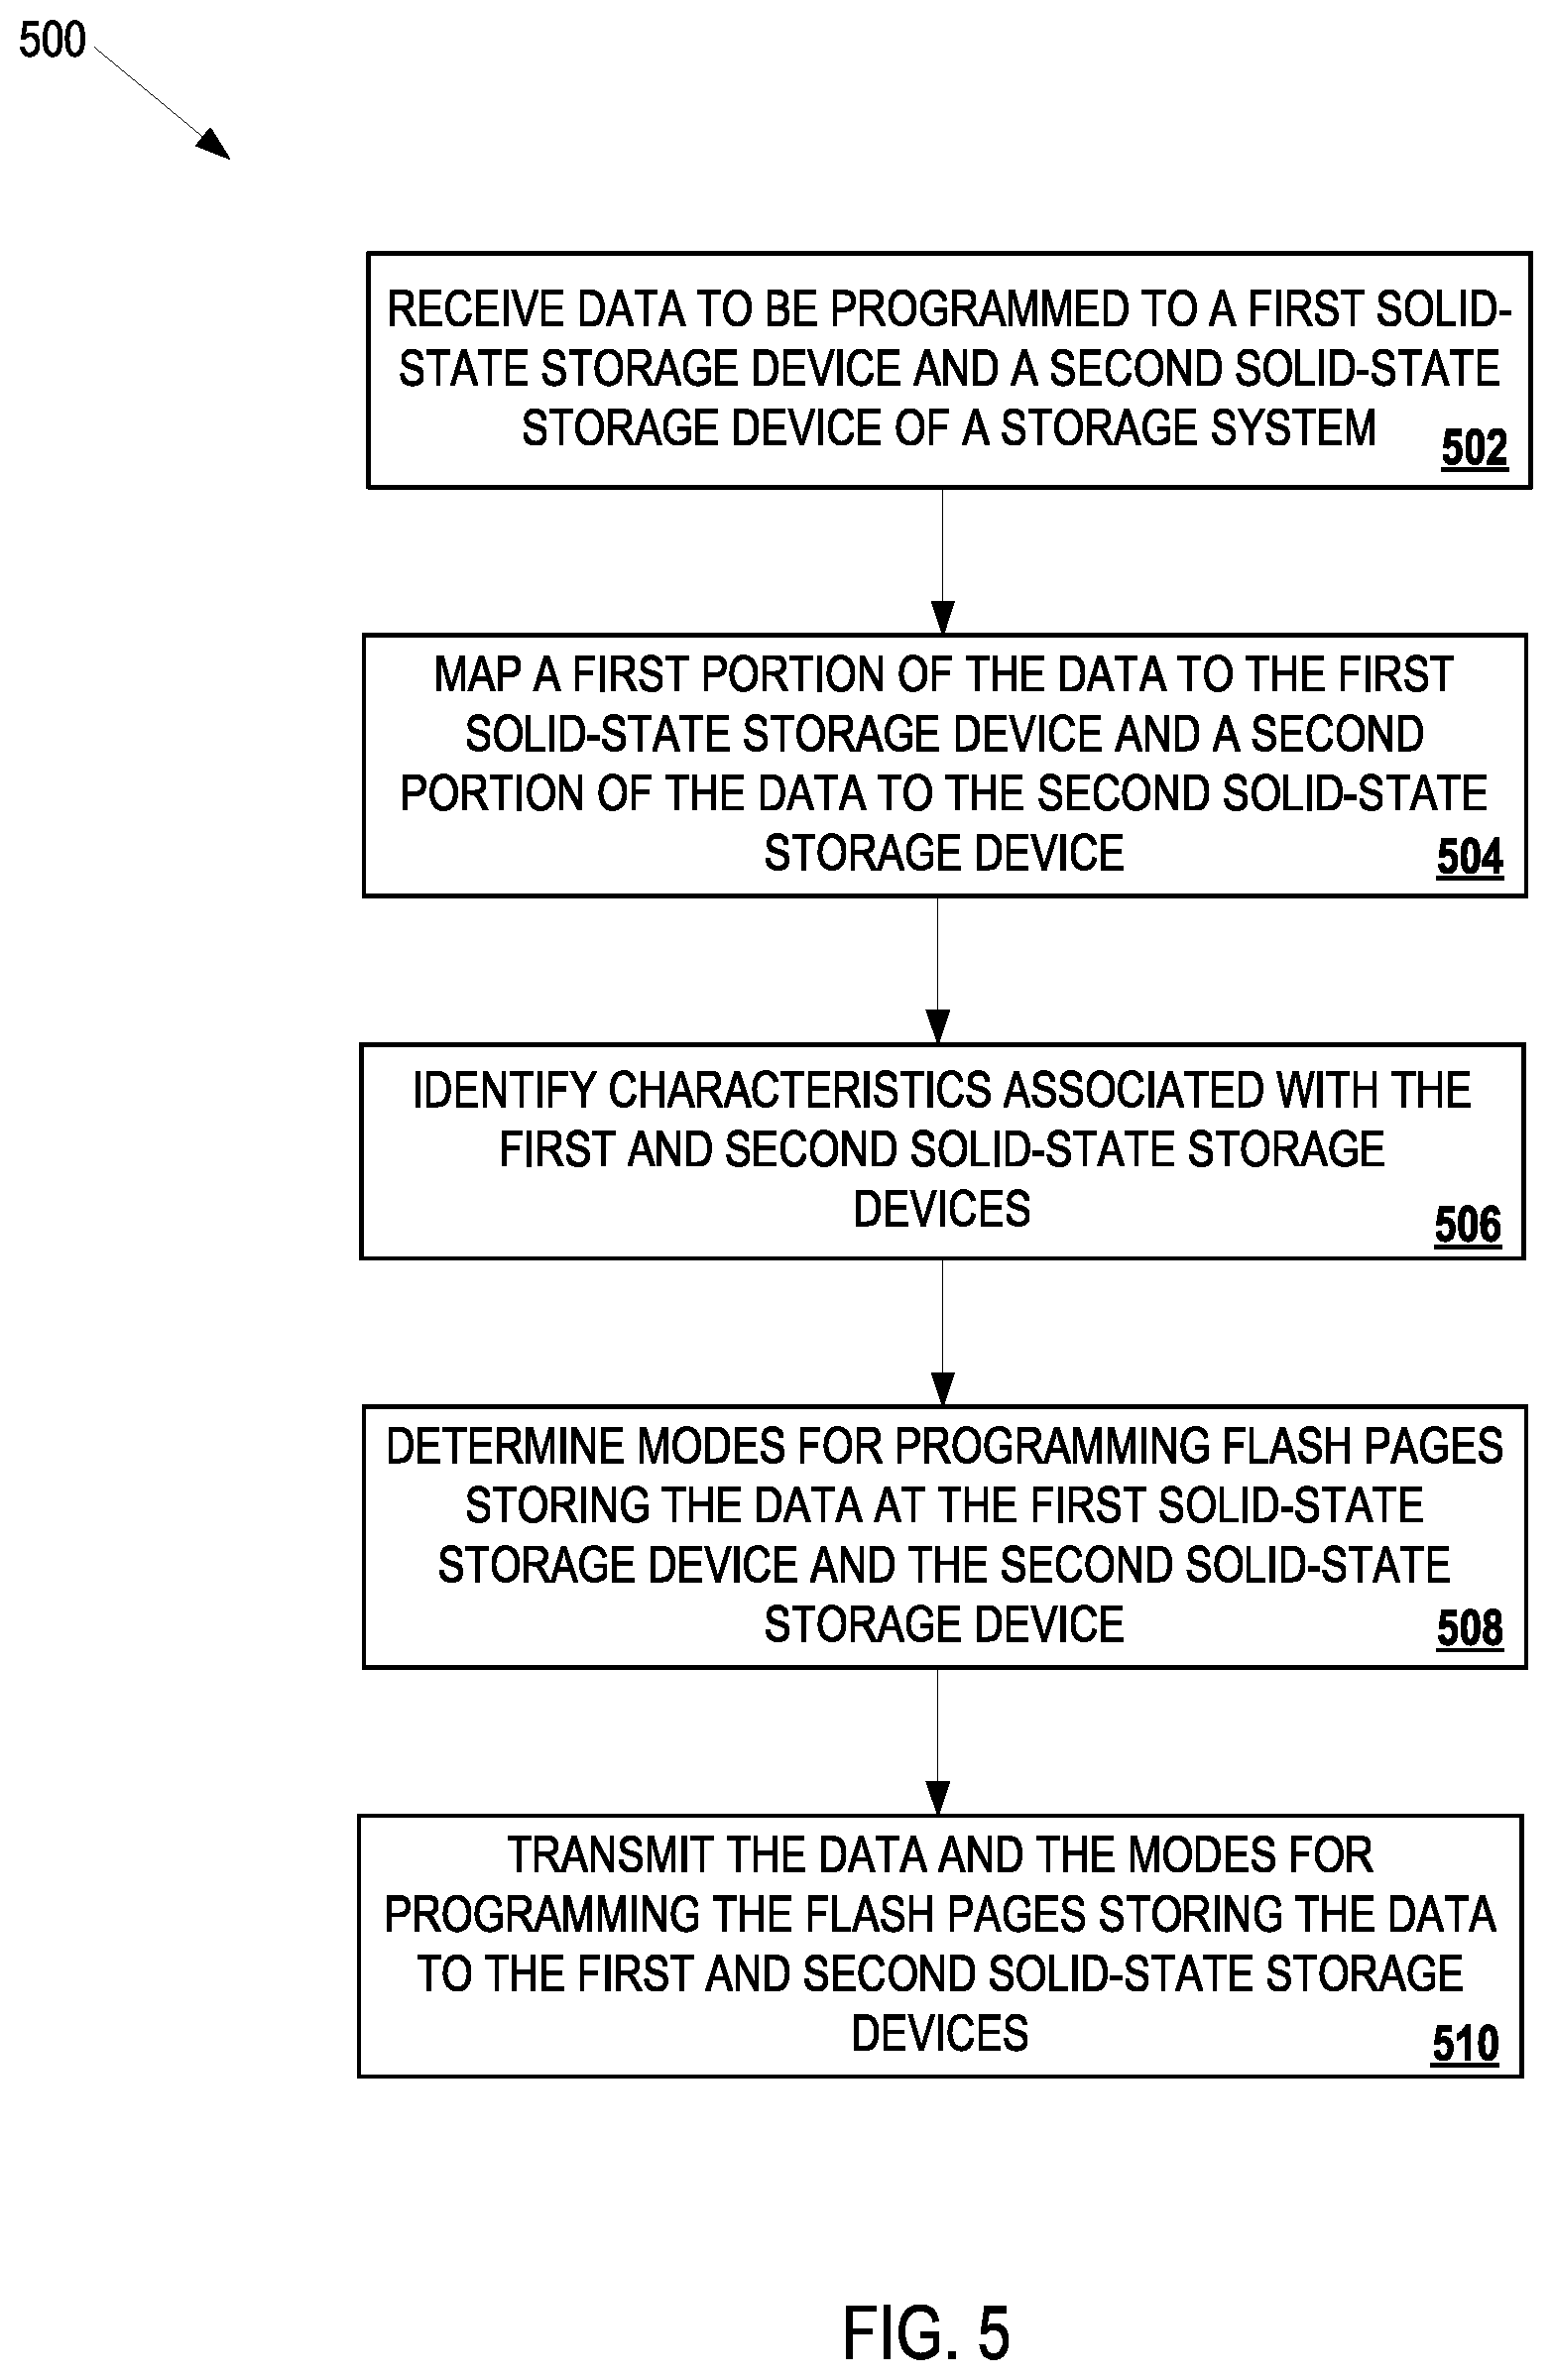 500
RECEIVE DATA TO BE PROGRAMMED TO A FIRST SOLID-
STATE STORAGE DEVICE AND A SECOND SOLID-STATE
STORAGE DEVICE OF A STORAGE SYSTEM
502
MAP A FIRST PORTION OF THE DATA TO THE FIRST
SOLID-STATE STORAGE DEVICE AND A SECOND
PORTION OF THE DATA TO THE SECOND SOLID-STATE
STORAGE DEVICE
504
IDENTIFY CHARACTERISTICS ASSOCIATED WITH THE
FIRST AND SECOND SOLID-STATE STORAGE
DEVICES
506
DETERMINE MODES FOR PROGRAMMING FLASH PAGES
STORING THE DATA AT THE FIRST SOLID-STATE
STORAGE DEVICE AND THE SECOND SOLID-STATE
STORAGE DEVICE
508
TRANSMIT THE DATA AND THE MODES FOR
PROGRAMMING THE FLASH PAGES STORING THE DATA
TO THE FIRST AND SECOND SOLID-STATE STORAGE
DEVICES
510
FIG. 5